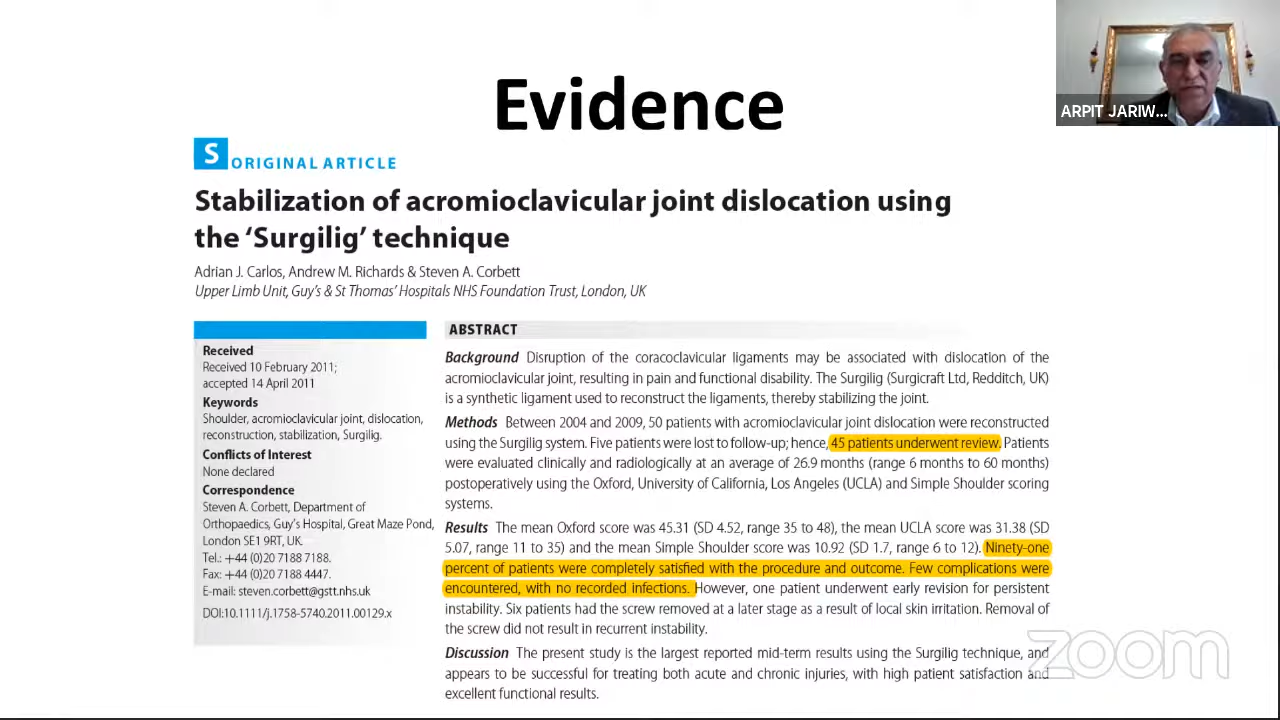 Evidence
ARPIT JARIW...
S ORIGINAL ARTICLE
Stabilization of acromioclavicular joint dislocation using
the ‘Surgilig’ technique
Adrian J. Carlos, Andrew M. Richards & Steven A. Corbett
Upper Limb Unit, Guy’s & St Thomas’ Hospitals NHS Foundation Trust, London, UK
Received
Received 10 February 2011;
accepted 14 April 2011
Keywords
Shoulder, acromioclavicular joint, dislocation,
reconstruction, stabilization, Surgilig.
Conflicts of Interest
None declared
Correspondence
Steven A. Corbett, Department of
Orthopaedics, Guy’s Hospital, Great Maze Pond,
London SE1 9RT, UK.
Tel.: +44 (0)20 7188 7188.
Fax: +44 (0)20 7188 4447.
E-mail: steven.corbett@gstt.nhs.uk
DOI:10.1111/j.1758-5740.2011.00129.x
ABSTRACT
Background Disruption of the coracoclavicular ligaments may be associated with dislocation of the
acromioclavicular joint, resulting in pain and functional disability. The Surgilig (Surgicraft Ltd, Redditch, UK)
is a synthetic ligament used to reconstruct the ligaments, thereby stabilizing the joint.
Methods Between 2004 and 2009, 50 patients with acromioclavicular joint dislocation were reconstructed
using the Surgilig system. Five patients were lost to follow-up; hence, 45 patients underwent review. Patients
were evaluated clinically and radiologically at an average of 26.9 months (range 6 months to 60 months)
postoperatively using the Oxford, University of California, Los Angeles (UCLA) and Simple Shoulder scoring
systems.
Results The mean Oxford score was 45.31 (SD 4.52, range 35 to 48), the mean UCLA score was 31.38 (SD
5.07, range 11 to 35) and the mean Simple Shoulder score was 10.92 (SD 1.7, range 6 to 12). Ninety-one
percent of patients were completely satisfied with the procedure and outcome. Few complications were
encountered, with no recorded infections. However, one patient underwent early revision for persistent
instability. Six patients had the screw removed at a later stage as a result of local skin irritation. Removal of
the screw did not result in recurrent instability.
Discussion The present study is the largest reported mid-term results using the Surgilig technique, and
appears to be successful for treating both acute and chronic injuries, with high patient satisfaction and
excellent functional results.
zoom